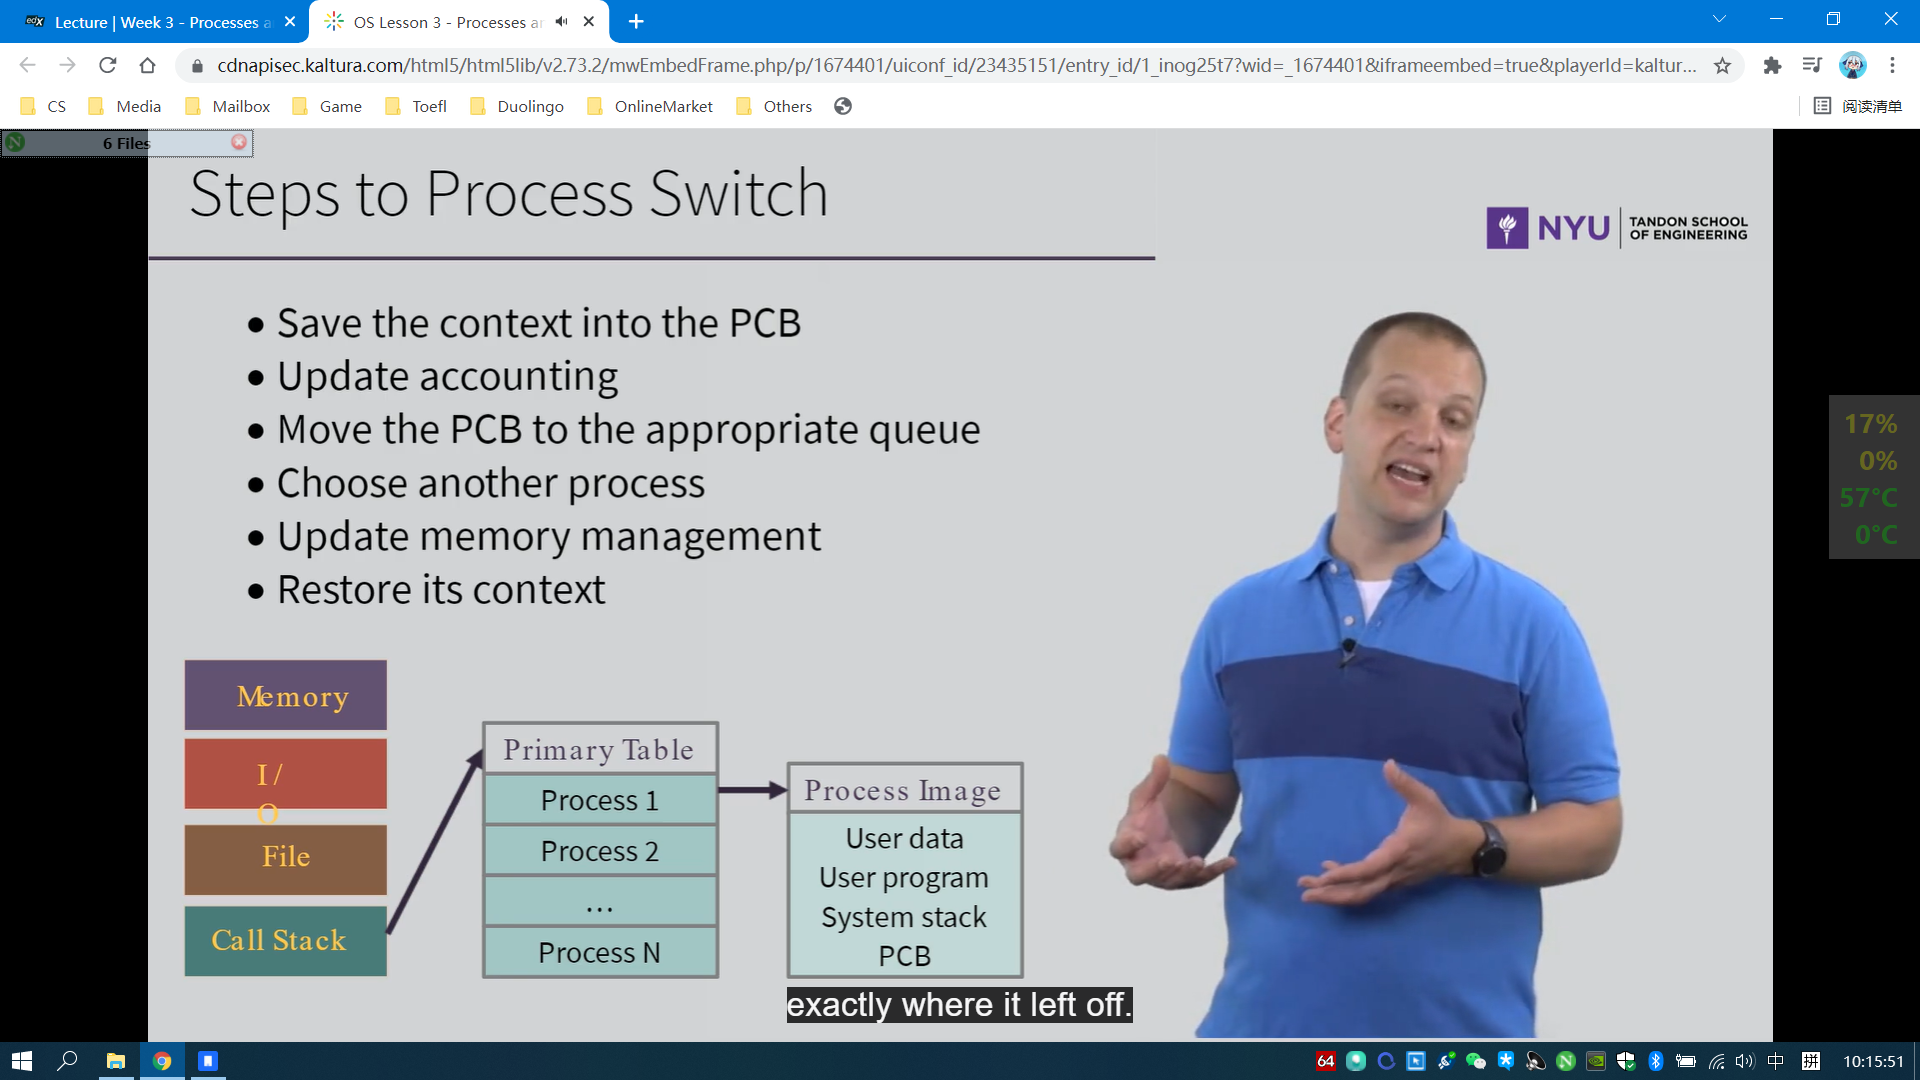 Lecture | Week 3 - Processes a
OS Lesson 3 - Processes a
cdnapisec.kaltura.com/html5/html5lib/v2.73.2/mwEmbedFrame.php/p/1674401/uiconf_id/23435151/entry_id/1_inog25t7?wid=_1674401&iframeembed=true&playerId=kaltur...
CS
Media
Mailbox
Game
Toefl
Duolingo
OnlineMarket
Others
阅读清单
6 Files
Steps to Process Switch
NYU
TANDON SCHOOL
OF ENGINEERING
• Save the context into the PCB
• Update accounting
• Move the PCB to the appropriate queue
• Choose another process
• Update memory management
• Restore its context
17%
0%
57°C
0°C
Memory
I/
O
File
Call Stack
Primary Table
Process 1
Process 2
...
Process N
Process Image
User data
User program
System stack
PCB
exactly where it left off.
64
中
拼
10:15:51